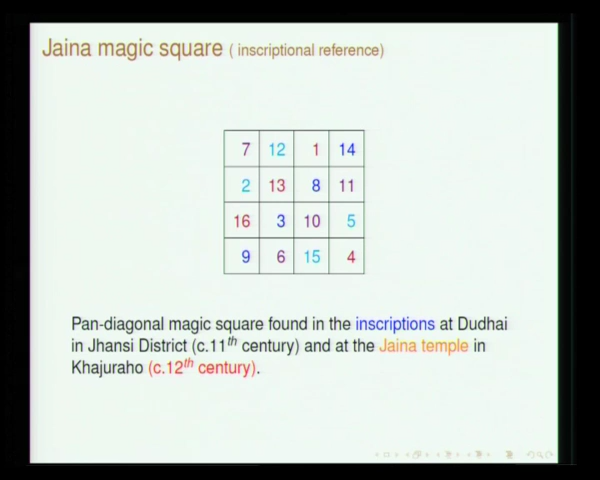 Jaina magic square ( inscriptional reference)
7 12 1 14
2 13 8 11
16 3 10 5
9 6 15 4
Pan-diagonal magic square found in the inscriptions at Dudhai
in Jhansi District (c.11th century) and at the Jaina temple in
Khajuraho (c.12th century).